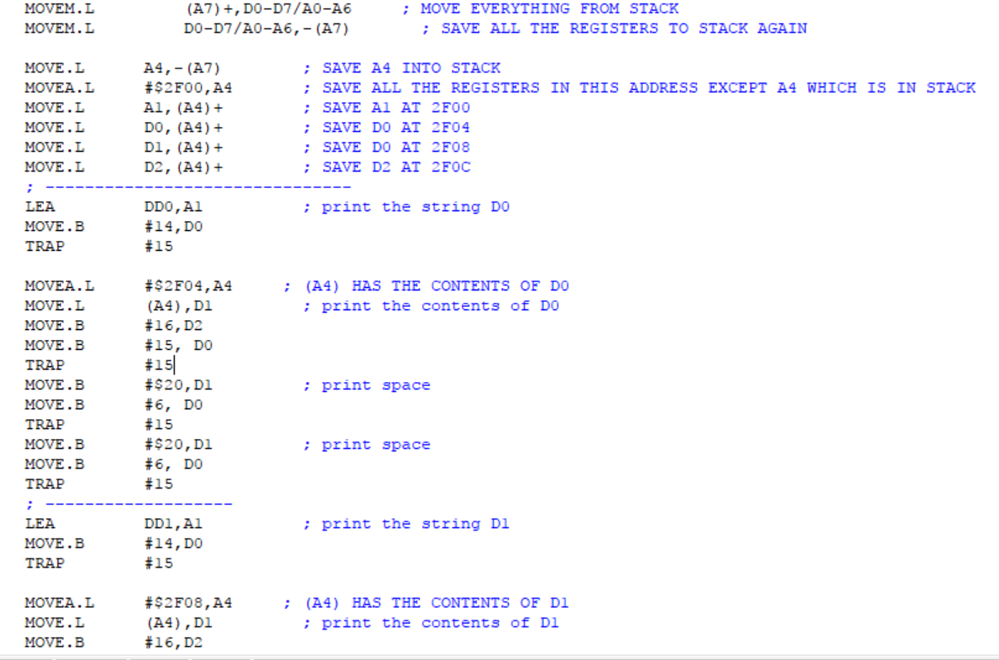 MOVEM.L (A7)+,D0-D7/A0-A6 ; MOVE EVERYTHING FROM STACK
MOVEM.L D0-D7/A0-A6,-(A7) ; SAVE ALL THE REGISTERS TO STACK AGAIN
MOVE.L A4,-(A7) ; SAVE A4 INTO STACK
MOVEA.L #$2F00,A4 ; SAVE ALL THE REGISTERS IN THIS ADDRESS EXCEPT A4 WHICH IS IN STACK
MOVE.L A1,(A4)+ ; SAVE A1 AT 2F00
MOVE.L D0,(A4)+ ; SAVE D0 AT 2F04
MOVE.L D1,(A4)+ ; SAVE D0 AT 2F08
MOVE.L D2,(A4)+ ; SAVE D2 AT 2F0C
; -------------------------------
LEA DD0,A1 ; print the string D0
MOVE.B #14,D0
TRAP #15
MOVEA.L #$2F04,A4 ; (A4) HAS THE CONTENTS OF D0
MOVE.L (A4),D1 ; print the contents of D0
MOVE.B #16,D2
MOVE.B #15, D0
TRAP #15
MOVE.B #$20,D1 ; print space
MOVE.B #6, D0
TRAP #15
MOVE.B #$20,D1 ; print space
MOVE.B #6, D0
TRAP #15
; -------------------
LEA DD1,A1 ; print the string D1
MOVE.B #14,D0
TRAP #15
MOVEA.L #$2F08,A4 ; (A4) HAS THE CONTENTS OF D1
MOVE.L (A4),D1 ; print the contents of D1
MOVE.B #16,D2